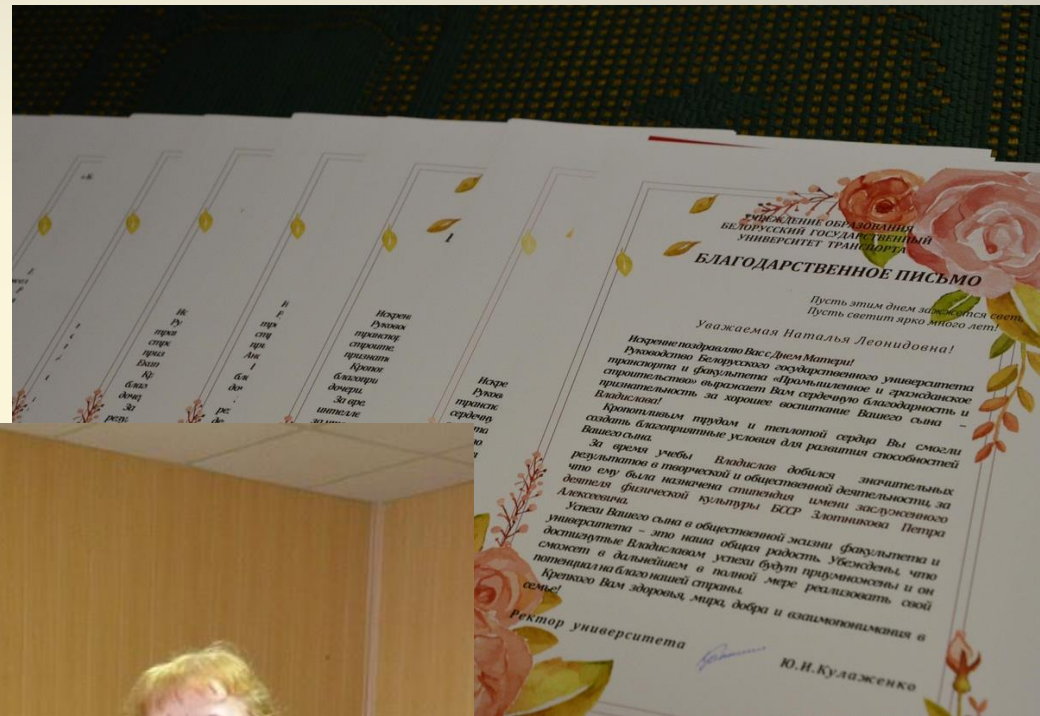 УЧРЕЖДЕНИЕ ОБРАЗОВАНИЯ
БЕЛОРУССКИЙ ГОСУДАРСТВЕННЫЙ
УНИВЕРСИТЕТ ТРАНСПОРТА
БЛАГОДАРСТВЕННОЕ ПИСЬМО
Пусть этим днем зажжется свет
Пусть светит ярко много лет!
Уважаемая Наталья Леонидовна!
Искренне поздравляю Вас с Днем Матери!
Руководство Белорусского государственного университета
транспорта и факультета «Промышленное и гражданское
строительство» выражает Вам сердечную благодарность и
признательность за хорошее воспитание Вашего сына –
Владислава!
Кропотливым трудом и теплотой сердца Вы смогли
создать благоприятные условия для развития способностей
Вашего сына.
За время учебы Владислав добился значительных
результатов в творческой и общественной деятельности, за
что ему была назначена стипендия имени заслуженного
деятеля физической культуры БССР Злотникова Петра
Алексеевича.
Успехи Вашего сына в общественной жизни факультета и
университета – это наша общая радость. Убеждены, что
достигнутые Владиславам успехи будут приумножены и он
сможет в дальнейшем в полной мере реализовать свой
потенциал на благо нашей страны.
Крепкого Вам здоровья, мира, добра и взаимопонимания в
семье!
Ректор университета Ю.И.Кулаженко